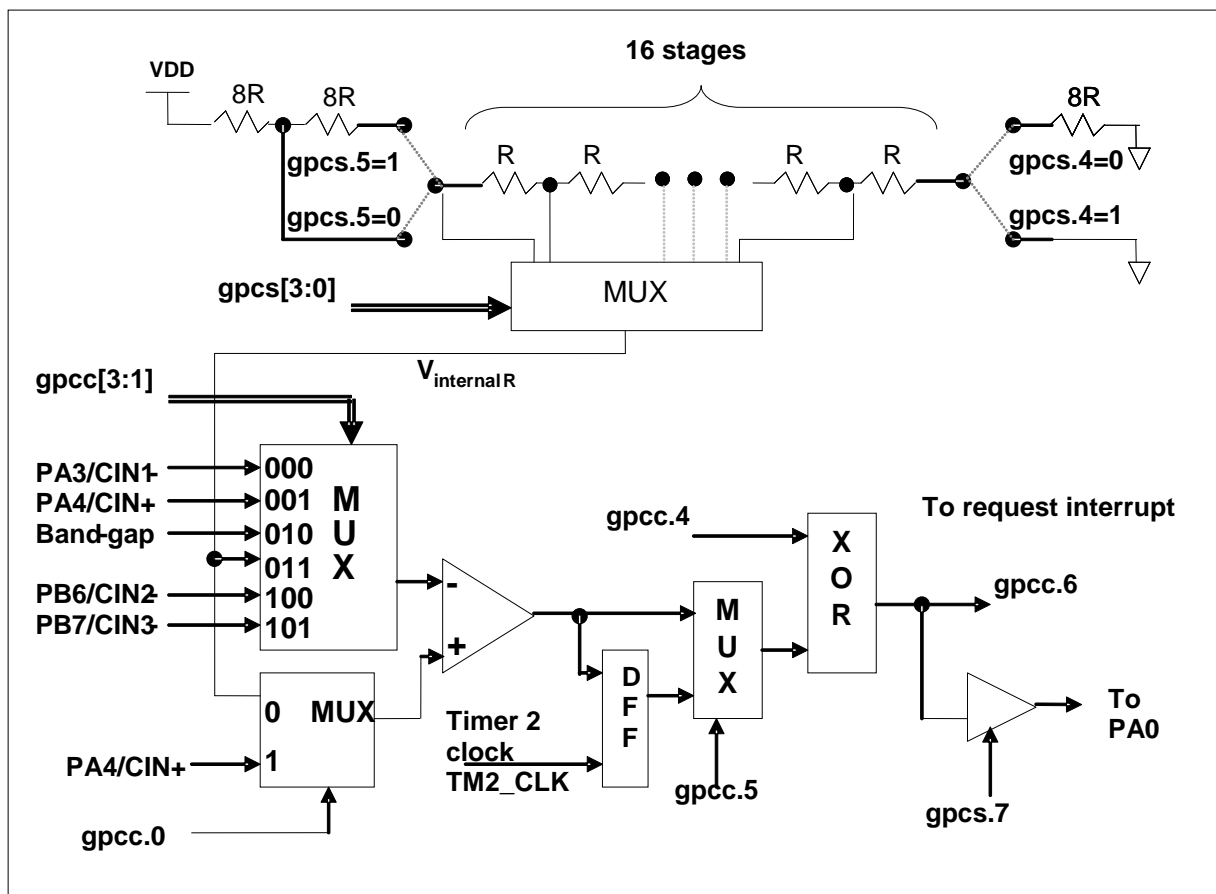 16 stages
VDD
8R
8R
8R
gpcs.5=1
R
R
R
R
gpcs.4=0
gpcs.5=0
gpcs.4=1
gpcs[3:0]
MUX
VinternalR
gpcc[3:1]
PA3/CIN1-
000
PA4/CIN+
001
Band-gap
010
011
PB6/CIN2-
100
PB7/CIN3-
101
M
U
X
-
+
gpcc.4
To request interrupt
X
O
R
gpcc.6
M
U
X
D
F
F
0
MUX
1
PA4/CIN+
gpcc.0
Timer 2
clock
TM2_CLK
gpcc.5
To
PA0
gpcs.7